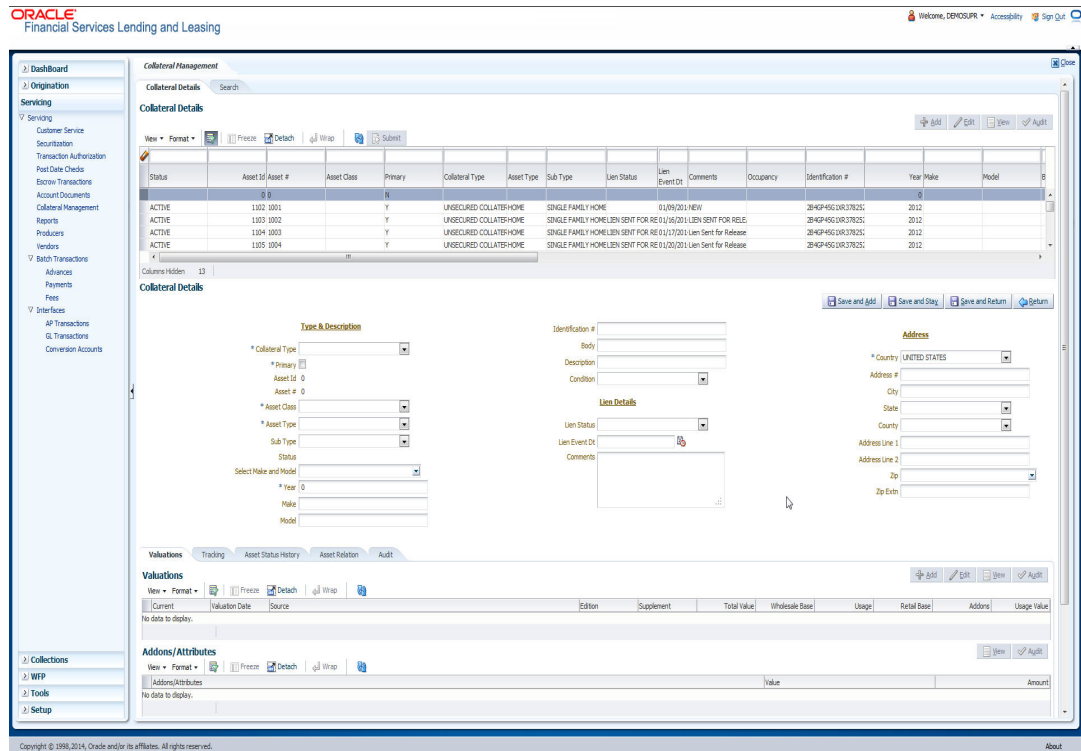 ORACLE
Financial Services Lending and Leasing
Welcome, DEMOSUPR Accessibility Sign Out
Close
DashBoard
Origination
Servicing
Servicing
Customer Service
Securitization
Transaction Authorization
Post Date Checks
Escrow Transactions
Account Documents
Collateral Management
Reports
Producers
Vendors
Batch Transactions
Advances
Payments
Fees
Interfaces
AP Transactions
GL Transactions
Conversion Accounts
Collections
WFP
Tools
Setup
Collateral Management
Collateral Details Search
Collateral Details
Add Edit View Audit
View Format Freeze Detach Wrap Submit
Status Asset Id Asset # Asset Class Primary Collateral Type Asset Type Sub Type Lien Status Lien Event Dt Comments Occupancy Identification # Year Make Model B
0 0 N 0
ACTIVE 1102 1001 Y UNSECURED COLLATER HOME SINGLE FAMILY HOME 01/09/201 NEW 2B4GP45G1XR37825; 2012
ACTIVE 1103 1002 Y UNSECURED COLLATER HOME SINGLE FAMILY HOME LIEN SENT FOR RE 01/16/201 LIEN SENT FOR RELE. 2B4GP45G1XR37825; 2012
ACTIVE 1104 1003 Y UNSECURED COLLATER HOME SINGLE FAMILY HOME LIEN SENT FOR RE 01/17/201 Lien Sent for Release 2B4GP45G1XR37825; 2012
ACTIVE 1105 1004 Y UNSECURED COLLATER HOME SINGLE FAMILY HOME LIEN SENT FOR RE 01/20/201 Lien Sent for Release 2B4GP45G1XR37825; 2012
Columns Hidden 13
Collateral Details
Save and Add Save and Stay Save and Return Return
Type & Description
* Collateral Type
* Primary
Asset Id 0
Asset # 0
* Asset Class
* Asset Type
Sub Type
Status
Select Make and Model
* Year 0
Make
Model
Identification #
Body
Description
Condition
Lien Details
Lien Status
Lien Event Dt
Comments
Address
* Country UNITED STATES
Address #
City
State
County
Address Line 1
Address Line 2
Zip
Zip Extn
Valuations Tracking Asset Status History Asset Relation Audit
Valuations
Add Edit View Audit
View Format Freeze Detach Wrap
Current Valuation Date Source Edition Supplement Total Value Wholesale Base Usage Retail Base Addons Usage Value
No data to display.
Addons/Attributes
View Audit
View Format Freeze Detach Wrap
Addons/Attributes Value Amount
No data to display.
Copyright © 1998,2014, Oracle and/or its affiliates. All rights reserved.
About